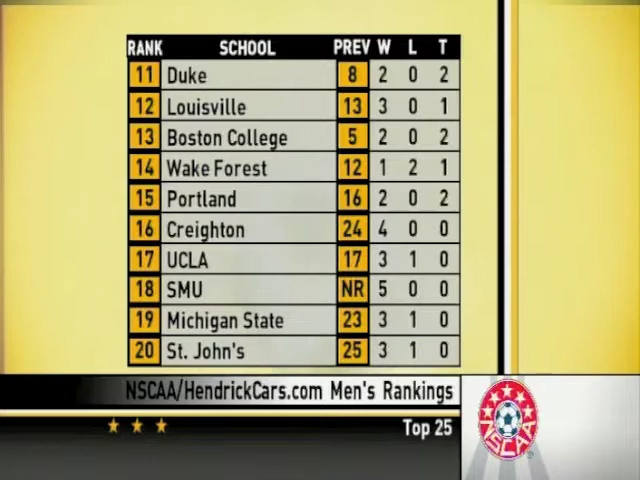 RANK SCHOOL PREV W L T
11 Duke 8 2 0 2
12 Louisville 13 3 0 1
13 Boston College 5 2 0 2
14 Wake Forest 12 1 2 1
15 Portland 16 2 0 2
16 Creighton 24 4 0 0
17 UCLA 17 3 1 0
18 SMU NR 5 0 0
19 Michigan State 23 3 1 0
20 St. John's 25 3 1 0
NSCAA/HendrickCars.com Men's Rankings
Top 25
NSCAA